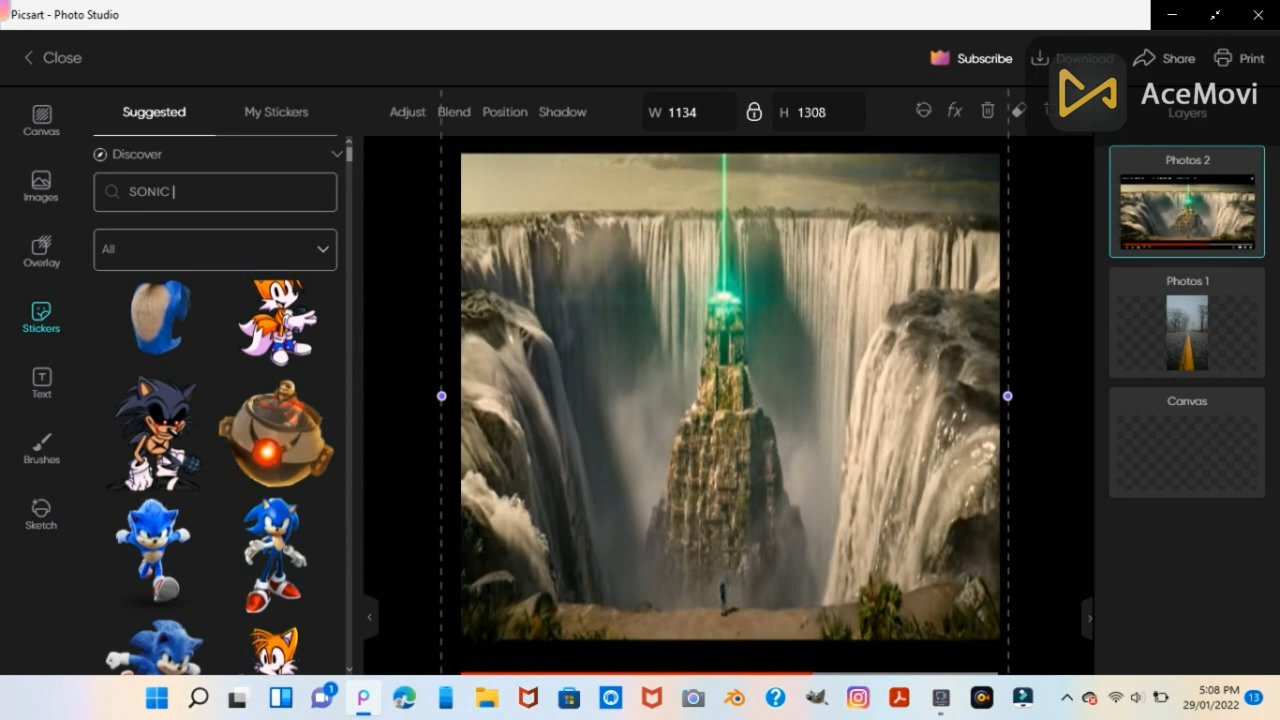 Picsart - Photo Studio
Close
Subscribe
Download
Share
Print
AceMovi
Canvas
Images
Overlay
Stickers
Text
Brushes
Sketch
Suggested
My Stickers
Discover
SONIC
All
Adjust
Blend
Position
Shadow
W 1134
H 1308
fx
Layers
Photos 2
Photos 1
Canvas
1
5:08 PM
29/01/2022
13